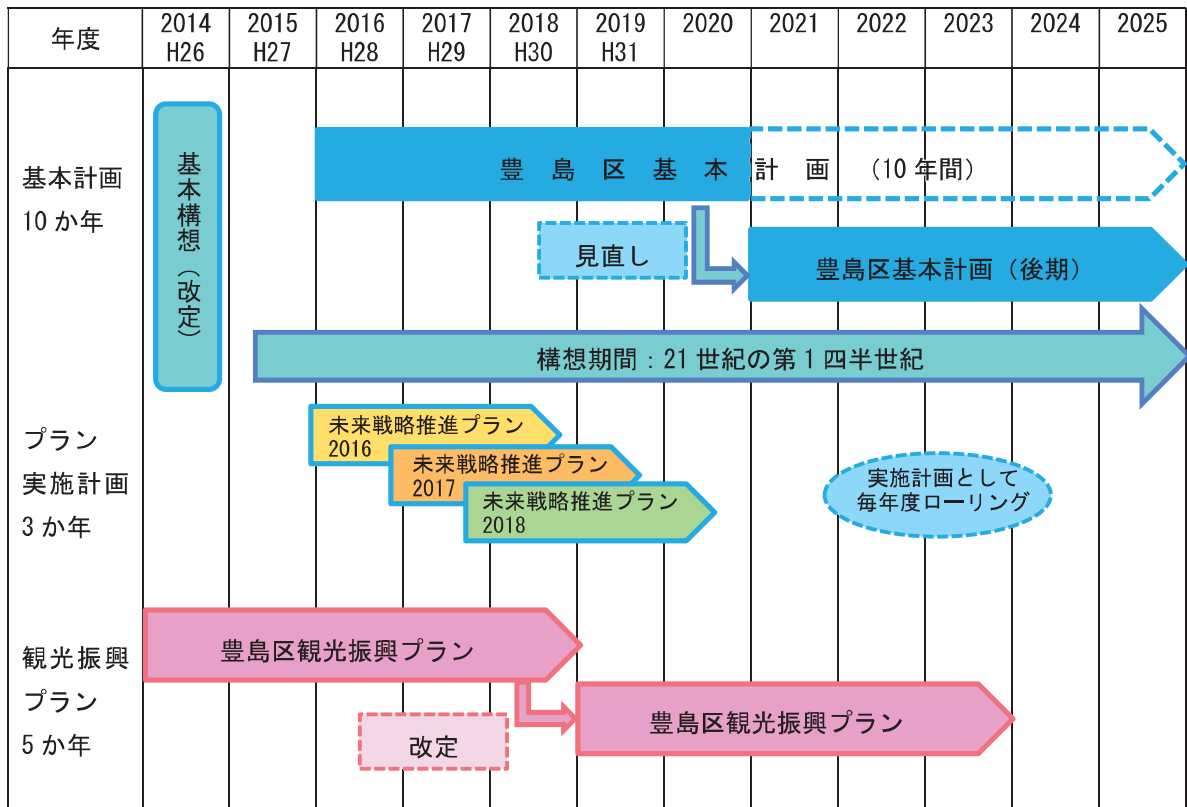 年度
2014
H26
2015
H27
2016
H28
2017
H29
2018
H30
2019
H31
2020
2021
2022
2023
2024
2025
基本計画
10か年
基本構想（改定）
豊島区基本計画 （10年間）
見直し
豊島区基本計画（後期）
構想期間：21世紀の第1四半世紀
プラン
実施計画
3か年
未来戦略推進プラン
2016
未来戦略推進プラン
2017
未来戦略推進プラン
2018
実施計画として
毎年度ローリング
観光振興
プラン
5か年
豊島区観光振興プラン
改定
豊島区観光振興プラン